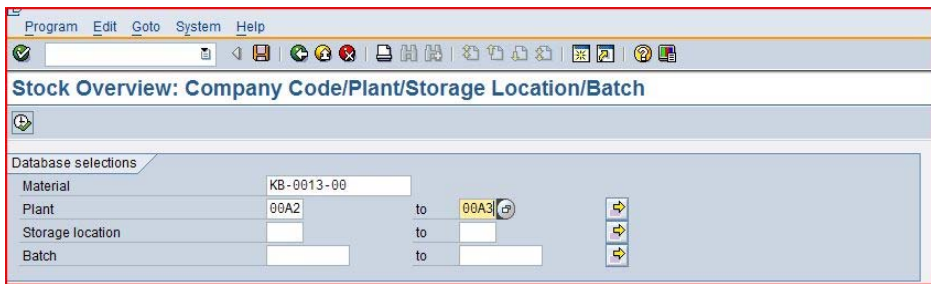 Program Edit Goto System Help
Stock Overview: Company Code/Plant/Storage Location/Batch
Database selections
Material KB-0013-00
Plant 00A2 to 00A3
Storage location to
Batch to